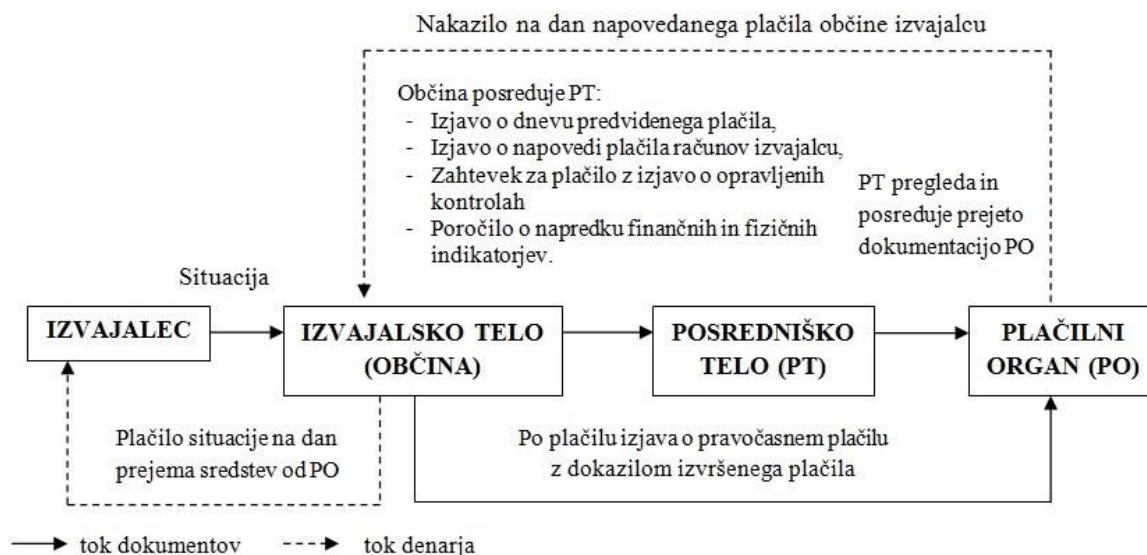 Nakazilo na dan napovedanega plačila občine izvajalcu
Občina posreduje PT:
- Izjavo o dnevu predvidenega plačila,
- Izjavo o napovedi plačila računov izvajalcu,
- Zahtevek za plačilo z izjavo o opravljenih
kontrolah
- Poročilo o napredku finančnih in fizičnih
indikatorjev.
PT pregleda in
posreduje prejeto
dokumentacijo PO
Situacija
IZVAJALEC
IZVAJALSKO TELO
(OBČINA)
POSREDNIŠKO
TELO (PT)
PLAČILNI
ORGAN (PO)
Plačilo situacije na dan
prejema sredstev od PO
Po plačilu izjava o pravočasnem plačilu
z dokazilom izvršenega plačila
tok dokumentov
tok denarja